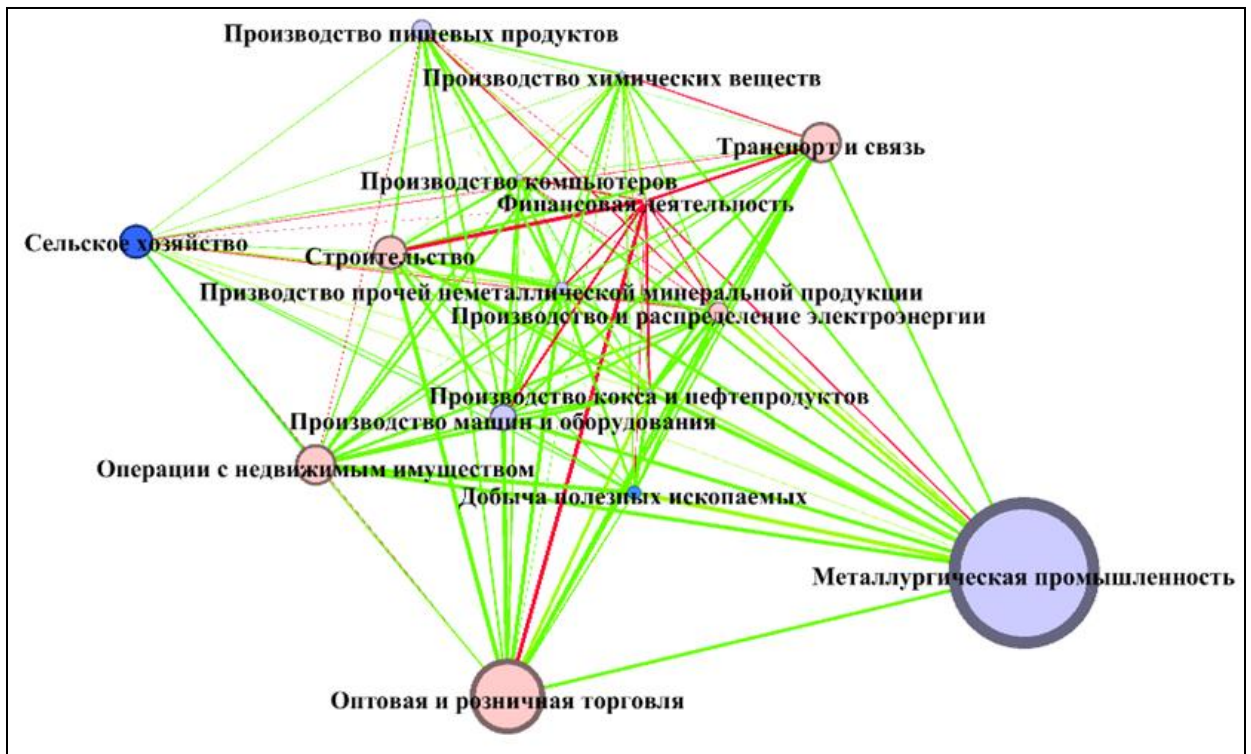 Производство пишевых продуктов
Производство химических веществ
Транспорт и связь
Производство компьютеров
Финансовая деятельность
Сельское хозяйство
Строительство
Призводство прочей неметаллической минеральной продукции
Производство и распределение электроэнергии
Производство кокса и нефтепродуктов
Производство машин и оборудования
Операции с недвижимым имуществом
Добыча полезных ископаемых
Металлургическая промышленность
Оптовая и розничная торговля